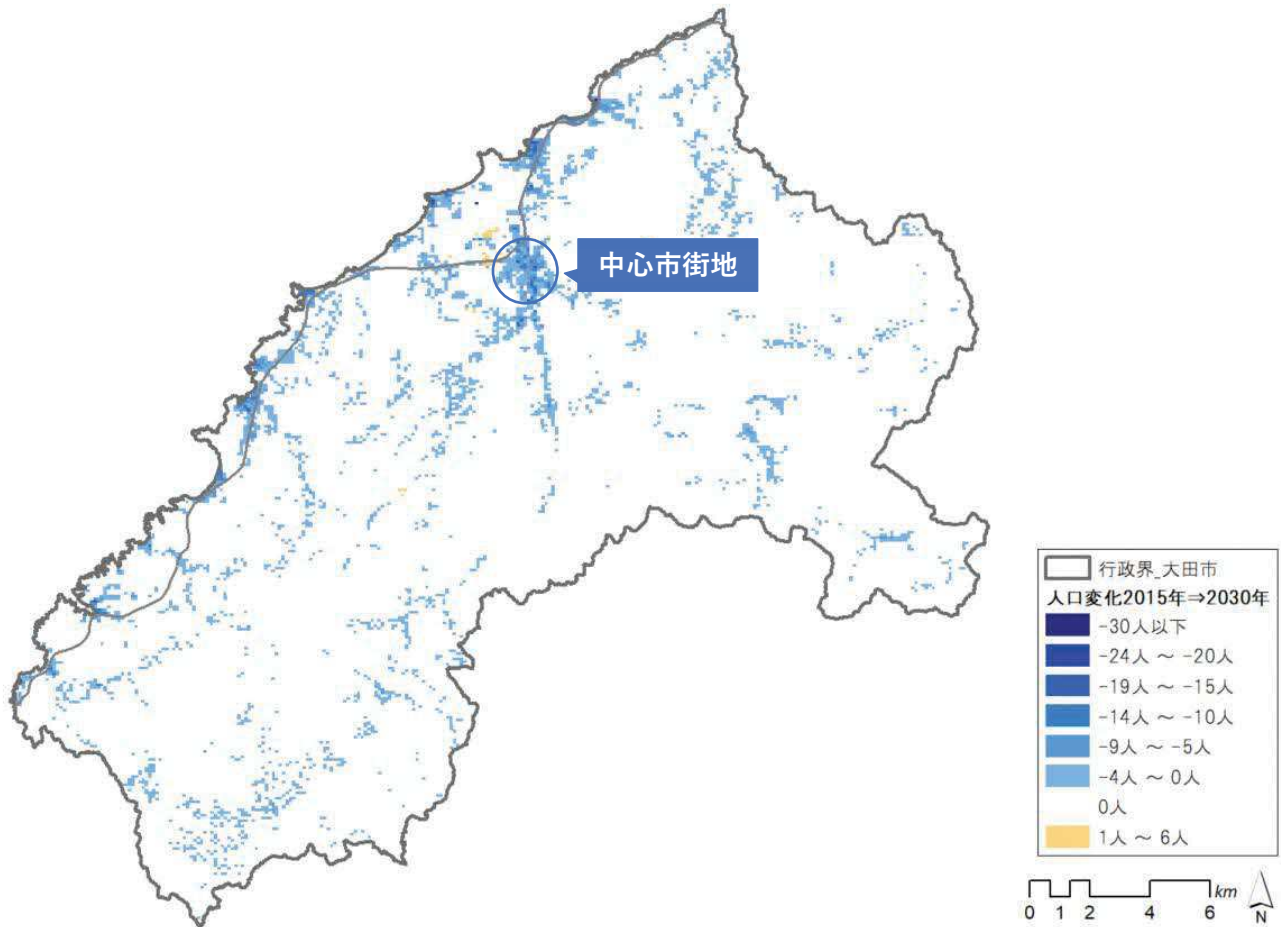 中心市街地
行政界_大田市
人口変化2015年⇒2030年
-30人以下
-24人 ~ -20人
-19人 ~ -15人
-14人 ~ -10人
-9人 ~ -5人
-4人 ~ 0人
0人
1人 ~ 6人
km
0 1 2 4 6
N